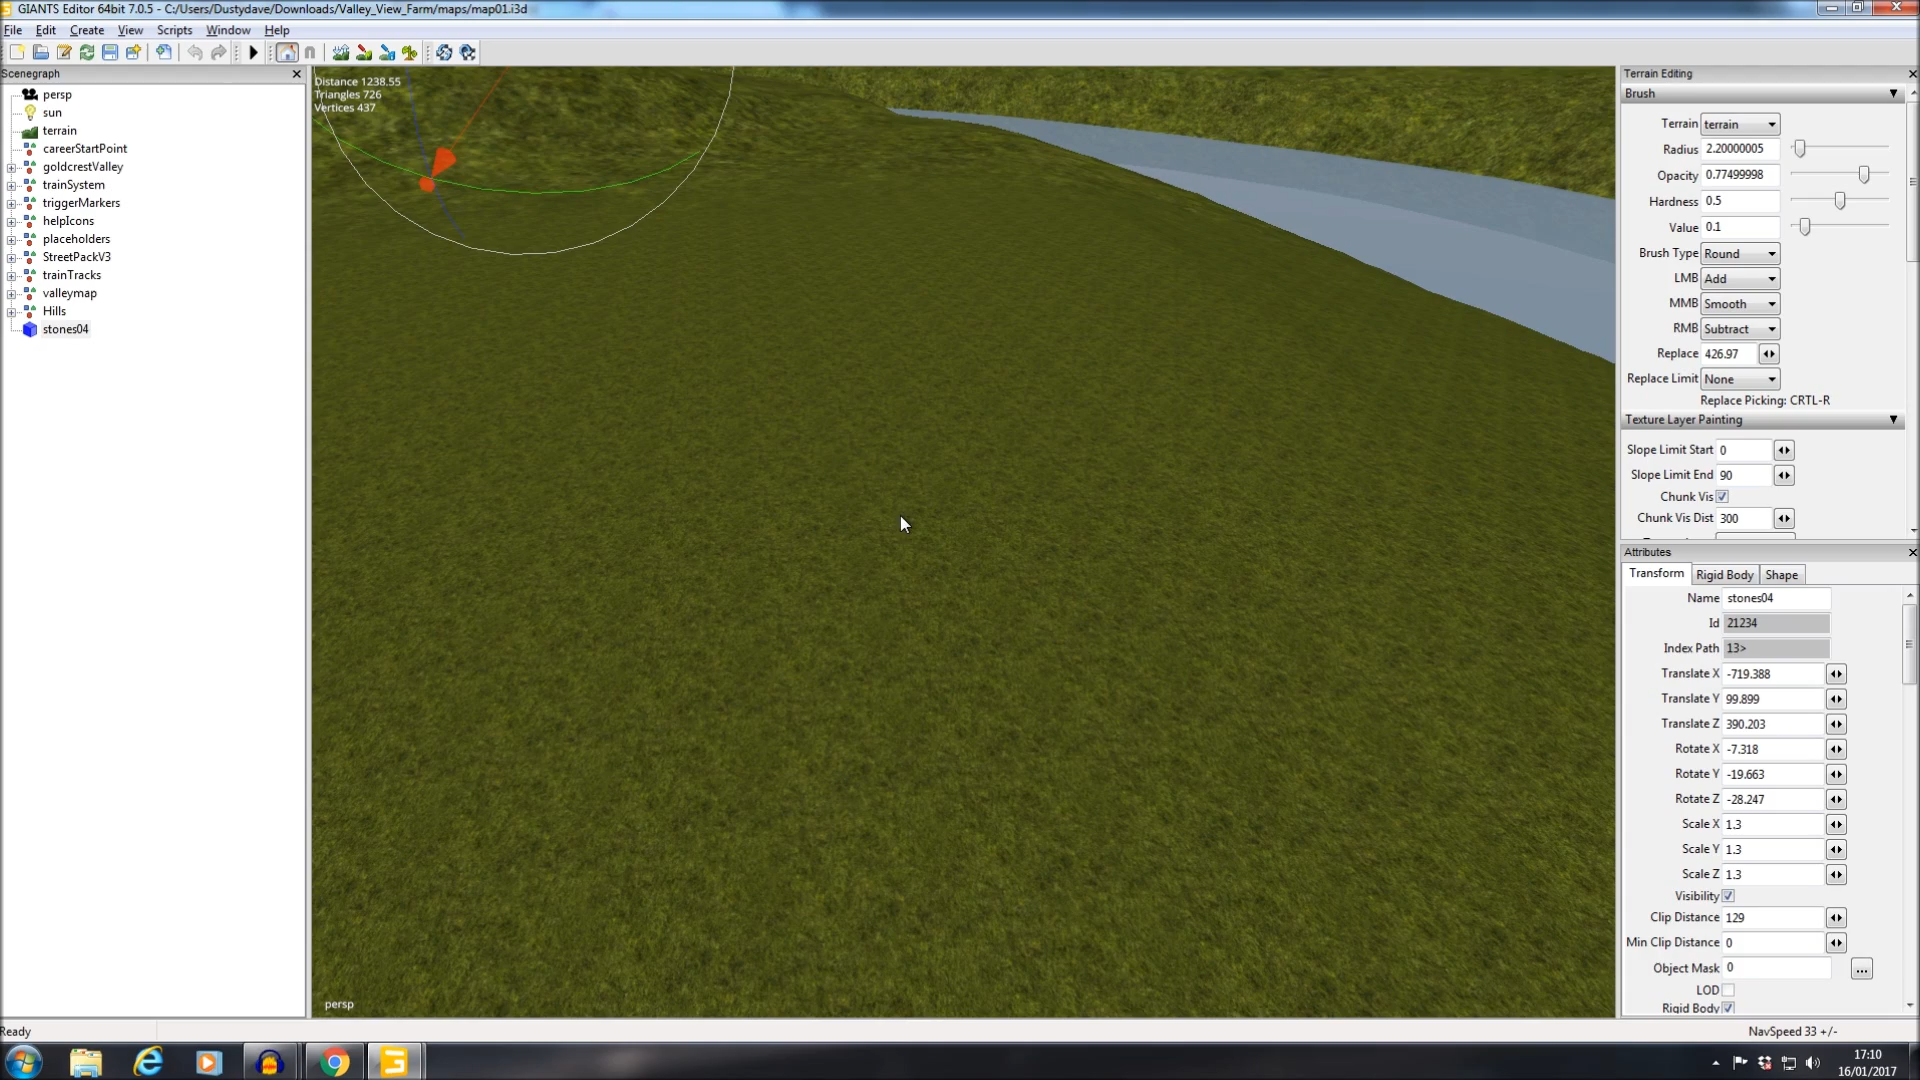 GIANTS Editor 64bit 7.0.5 - C:/Users/Dustydave/Downloads/Valley_View_Farm/maps/map01.i3d
File Edit Create View Scripts Window Help
Scenegraph
persp
sun
terrain
careerStartPoint
goldcrestValley
trainSystem
triggerMarkers
helpIcons
placeholders
StreetPackV3
trainTracks
valleymap
Hills
stones04
Distance 1238.55
Triangles 726
Vertices 437
persp
Terrain Editing
Brush
Terrain terrain
Radius 2.20000005
Opacity 0.77499998
Hardness 0.5
Value 0.1
Brush Type Round
LMB Add
MMB Smooth
RMB Subtract
Replace 426.97
Replace Limit None
Replace Picking: CRTL-R
Texture Layer Painting
Slope Limit Start 0
Slope Limit End 90
Chunk Vis
Chunk Vis Dist 300
Attributes
Transform Rigid Body Shape
Name stones04
Id 21234
Index Path 13>
Translate X -719.388
Translate Y 99.899
Translate Z 390.203
Rotate X -7.318
Rotate Y -19.663
Rotate Z -28.247
Scale X 1.3
Scale Y 1.3
Scale Z 1.3
Visibility
Clip Distance 129
Min Clip Distance 0
Object Mask 0 ...
LOD
Rigid Body
Ready
NavSpeed 33 +/-
17:10
16/01/2017